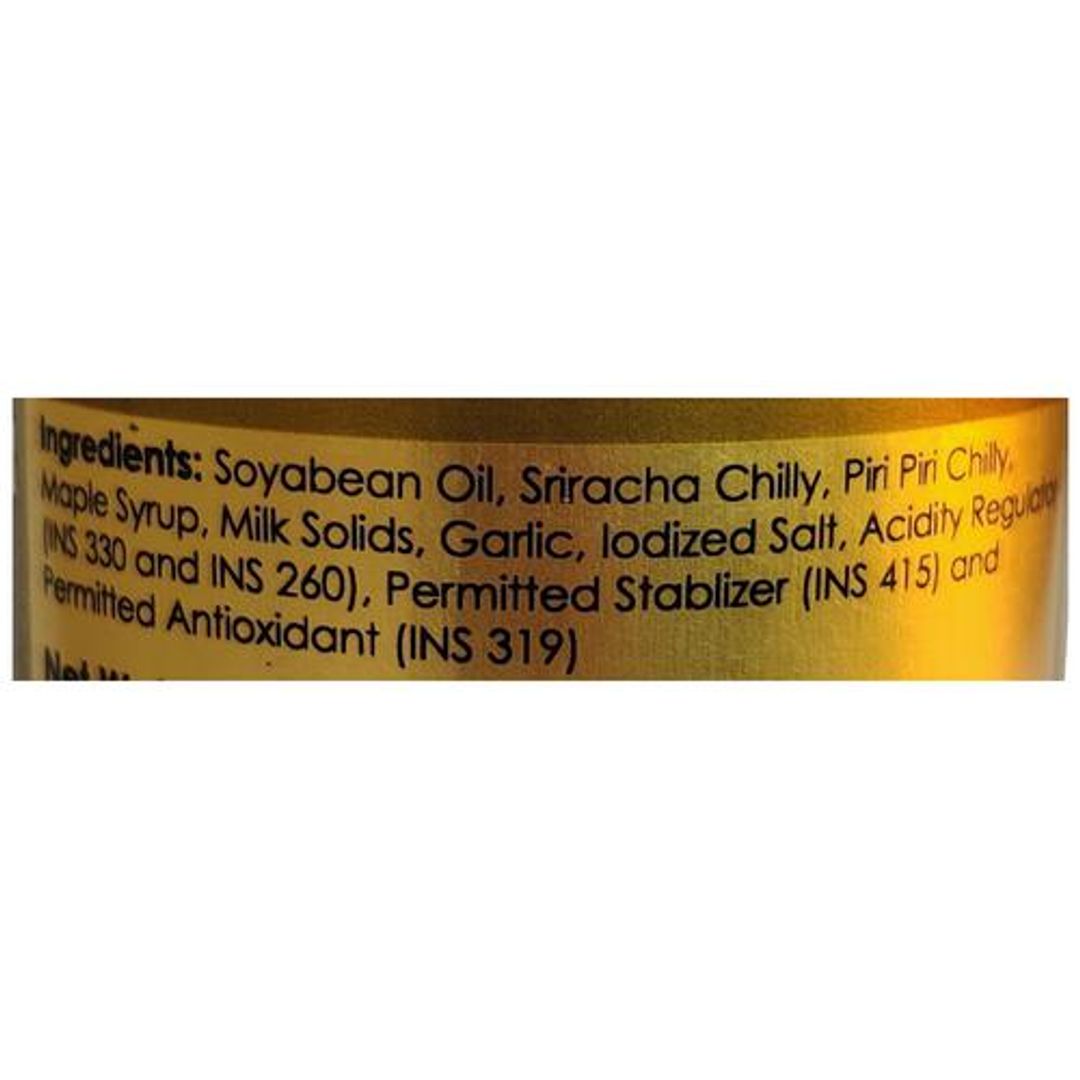 Ingredients: Soyabean Oil, Sriracha Chilly, Piri Piri Chilly,
Maple Syrup, Milk Solids, Garlic, Iodized Salt, Acidity Regulator
(INS 330 and INS 260), Permitted Stablizer (INS 415) and
Permitted Antioxidant (INS 319)
Net